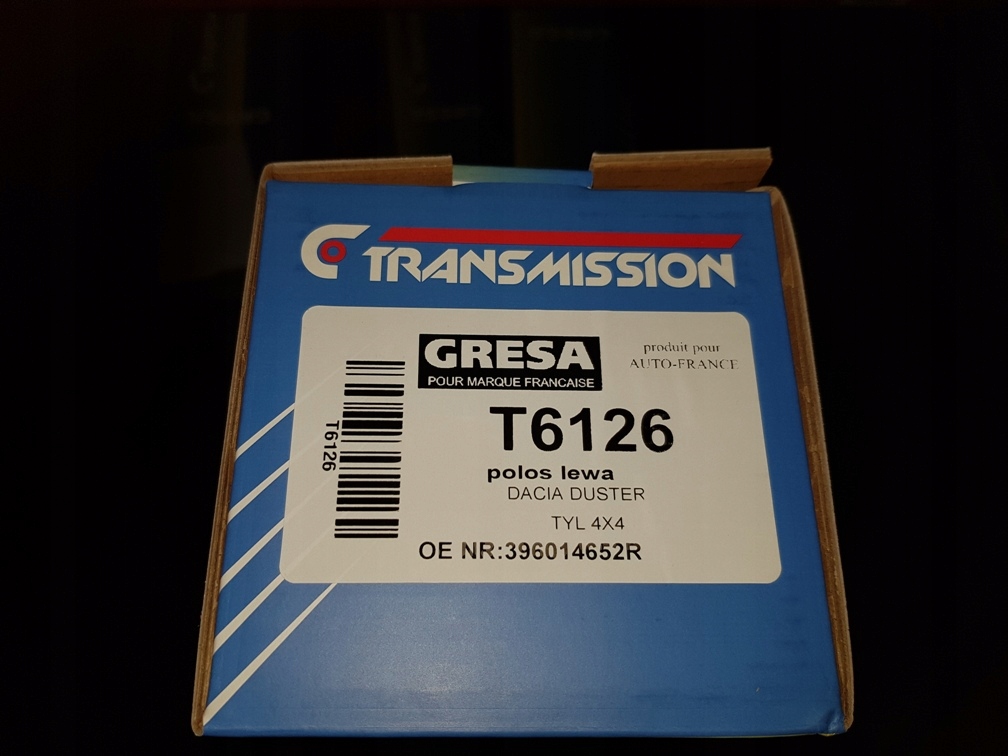 TRANSMISSION
GRESA
POUR MARQUE FRANCAISE
produit pour
AUTO-FRANCE
T6126
T6126
polos lewa
DACIA DUSTER
TYL 4X4
OE NR:396014652R